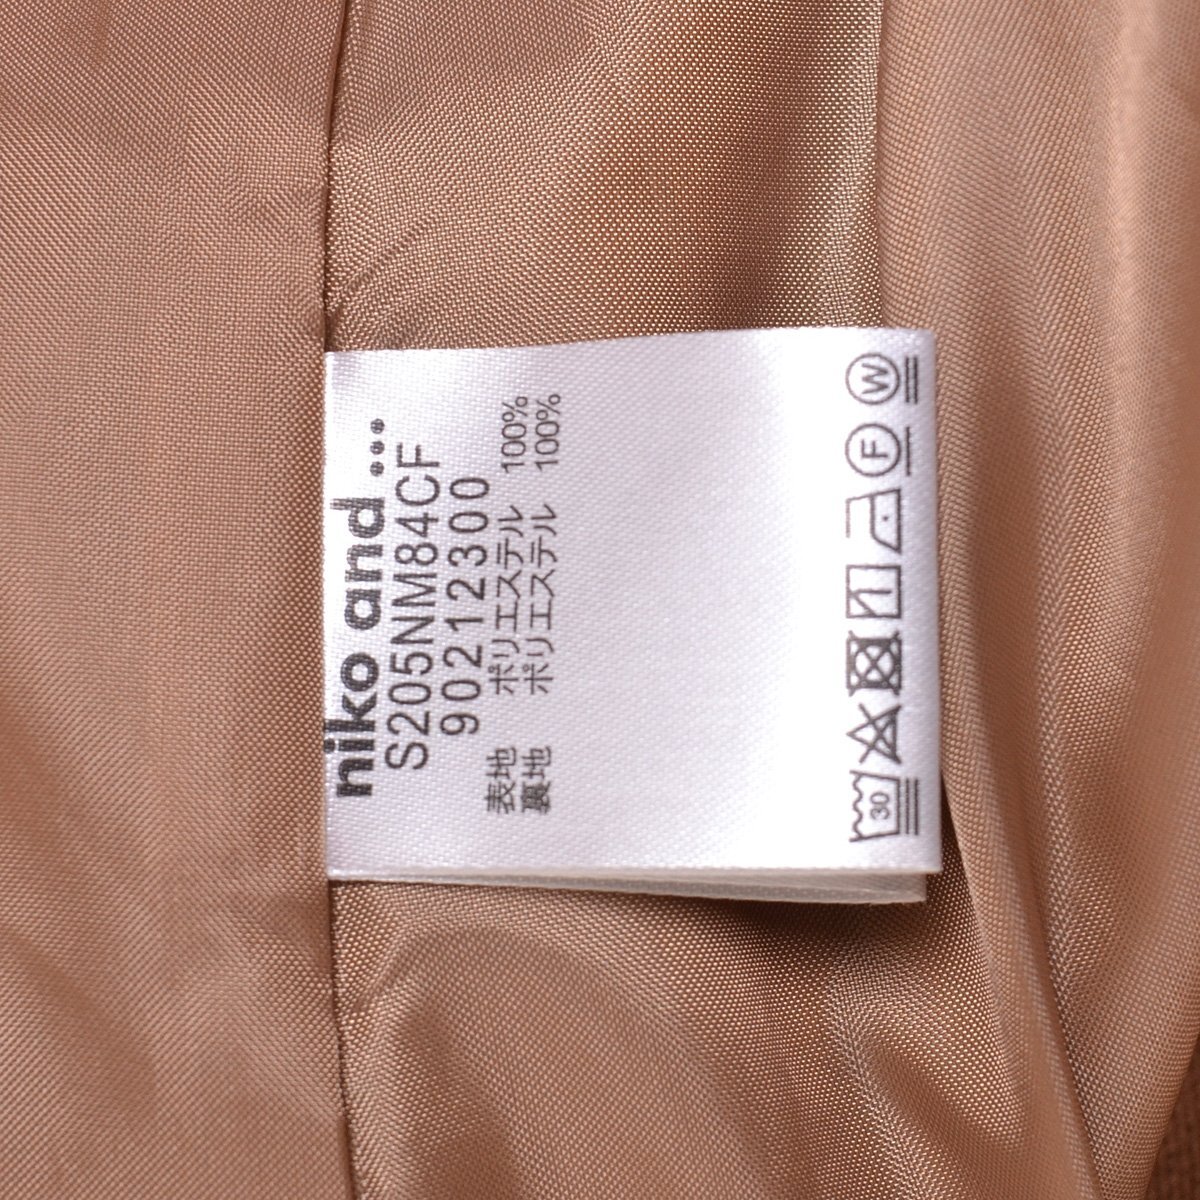 niko and ...
S205NM84CF
90212300
表地 ポリエステル 100%
裏地 ポリエステル 100%
30 F W